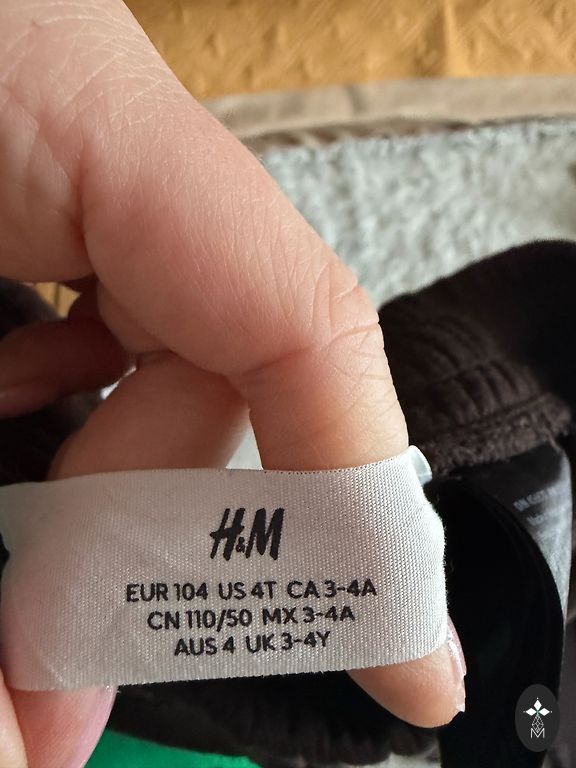 H&M
EUR 104 US 4T CA 3-4A
CN 110/50 MX 3-4A
AUS 4 UK 3-4Y
M